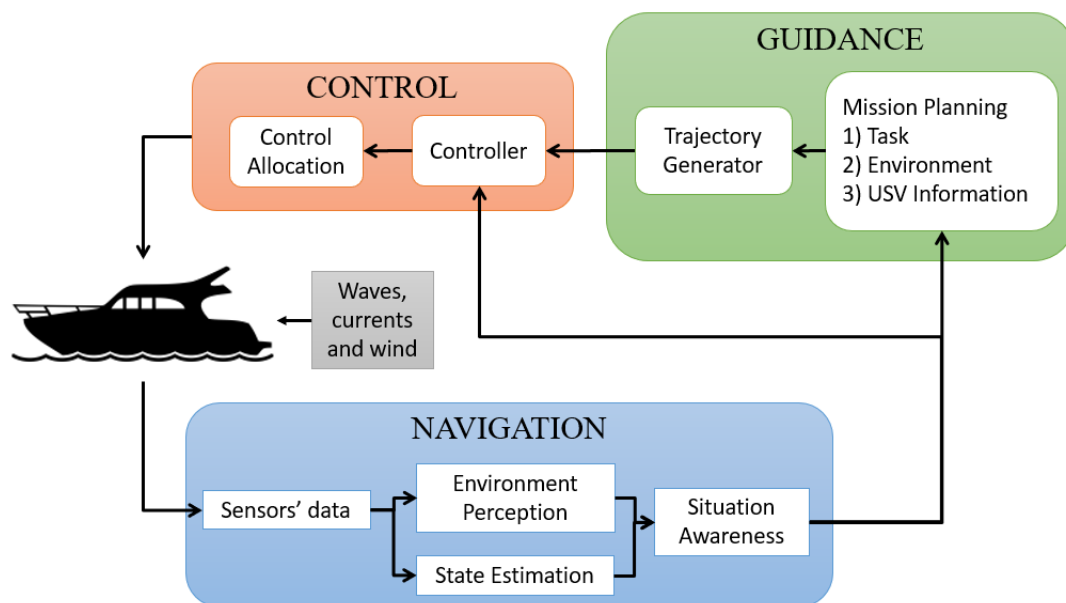 GUIDANCE
CONTROL
Mission Planning
1) Task
2) Environment
3) USV Information
Trajectory
Generator
Controller
Control
Allocation
Waves,
currents
and wind
NAVIGATION
Sensors’ data
Environment
Perception
State Estimation
Situation
Awareness